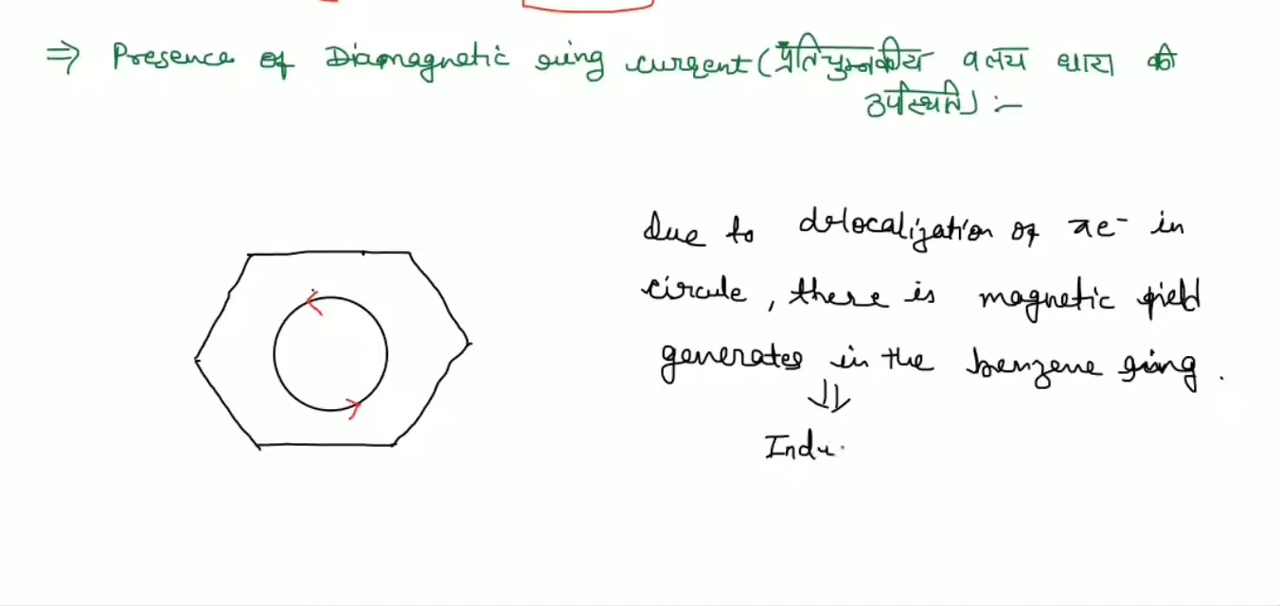 ⇒ Presence of Diamagnetic ring current (प्रतिचुम्बकीय वलय धारा की
उपस्थिति) :-
due to delocalization of πe⁻ in
circule, there is magnetic field
generates in the benzene ring.
⇓
Indu